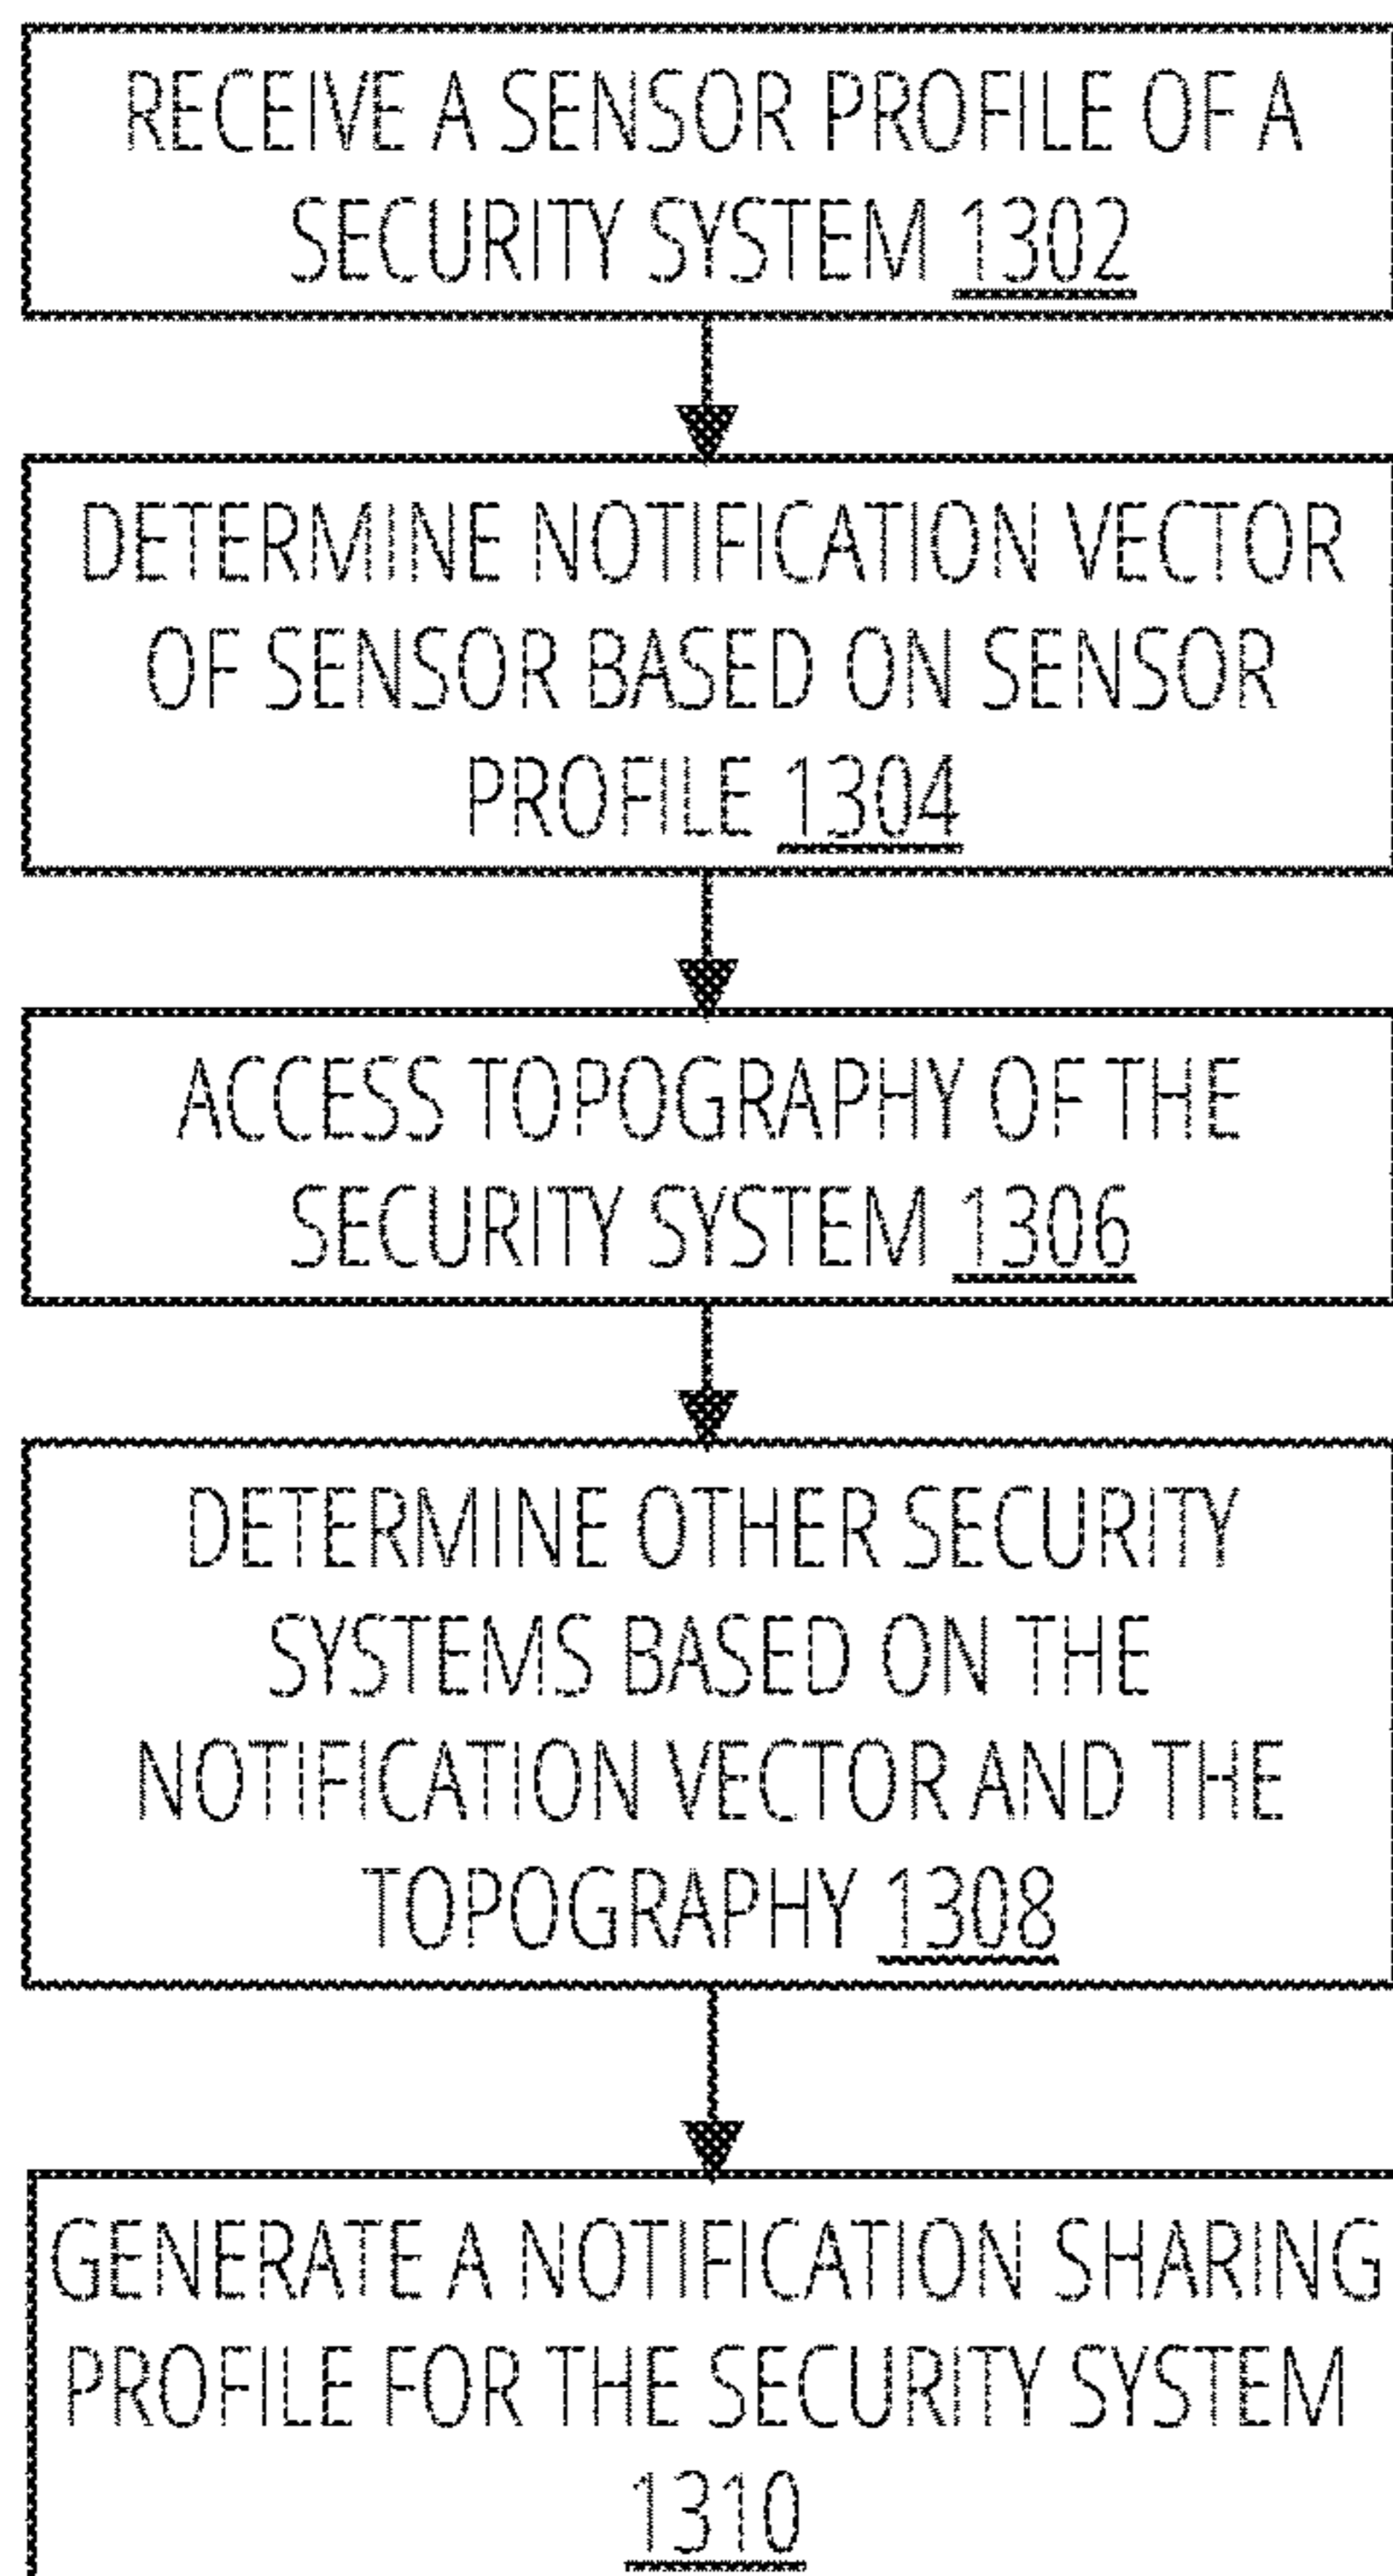 RECEIVE A SENSOR PROFILE OF A
SECURITY SYSTEM 1302
DETERMINE NOTIFICATION VECTOR
OF SENSOR BASED ON SENSOR
PROFILE 1304
ACCESS TOPOGRAPHY OF THE
SECURITY SYSTEM 1306
DETERMINE OTHER SECURITY
SYSTEMS BASED ON THE
NOTIFICATION VECTOR AND THE
TOPOGRAPHY 1308
GENERATE A NOTIFICATION SHARING
PROFILE FOR THE SECURITY SYSTEM
1310